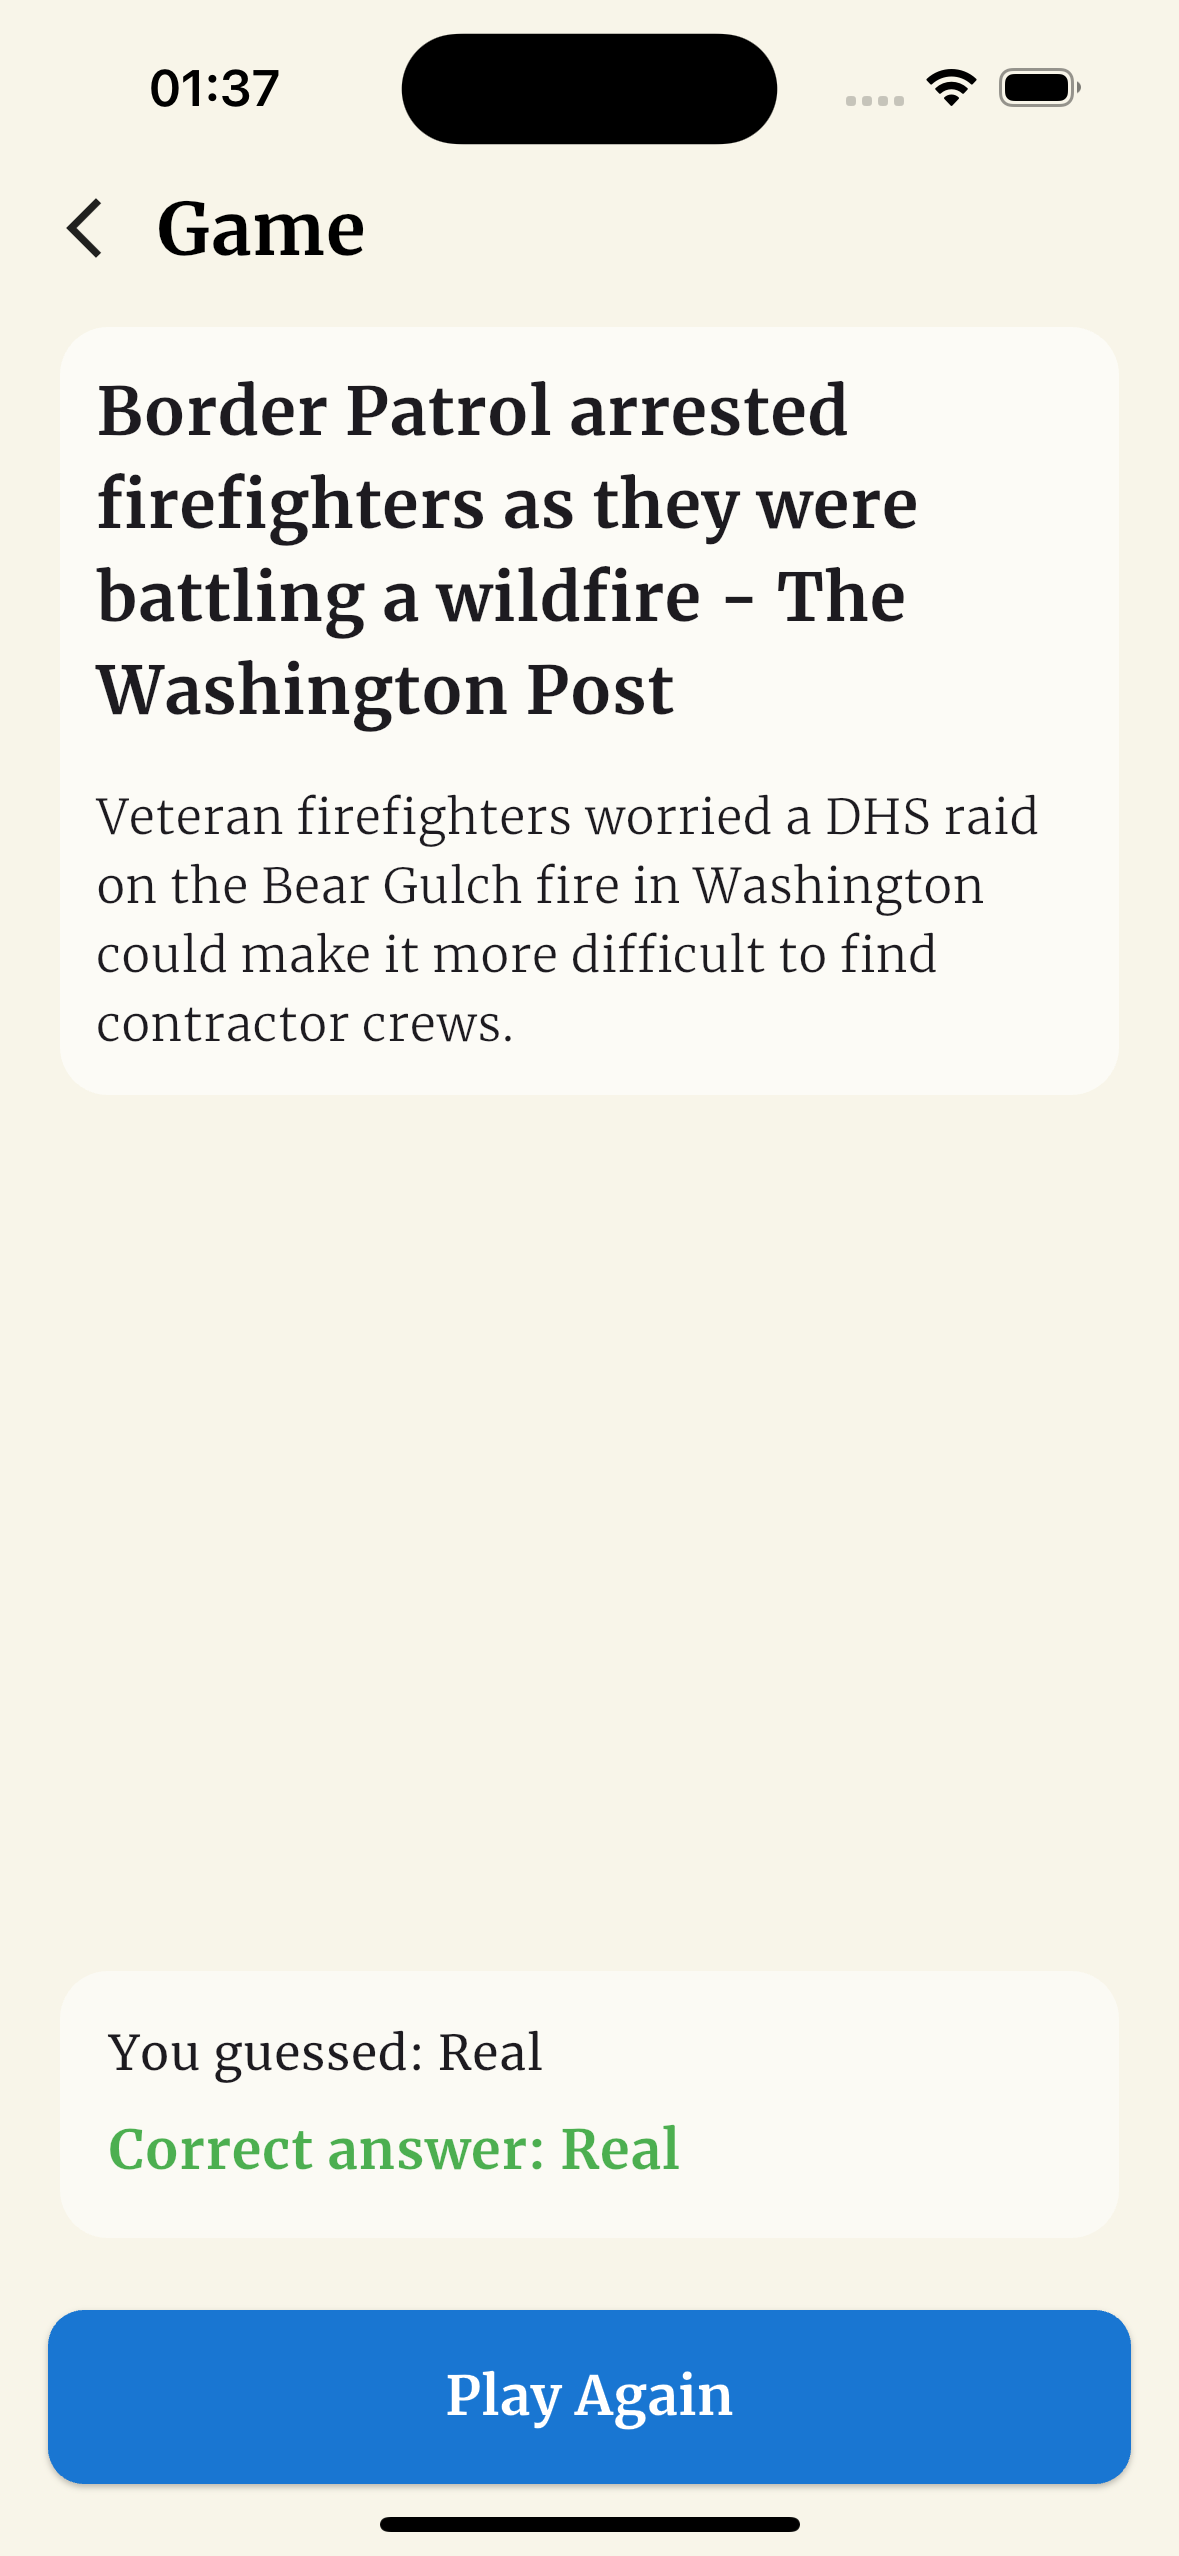 01:37
Game
Border Patrol arrested
firefighters as they were
battling a wildfire - The
Washington Post
Veteran firefighters worried a DHS raid
on the Bear Gulch fire in Washington
could make it more difficult to find
contractor crews.
You guessed: Real
Correct answer: Real
Play Again